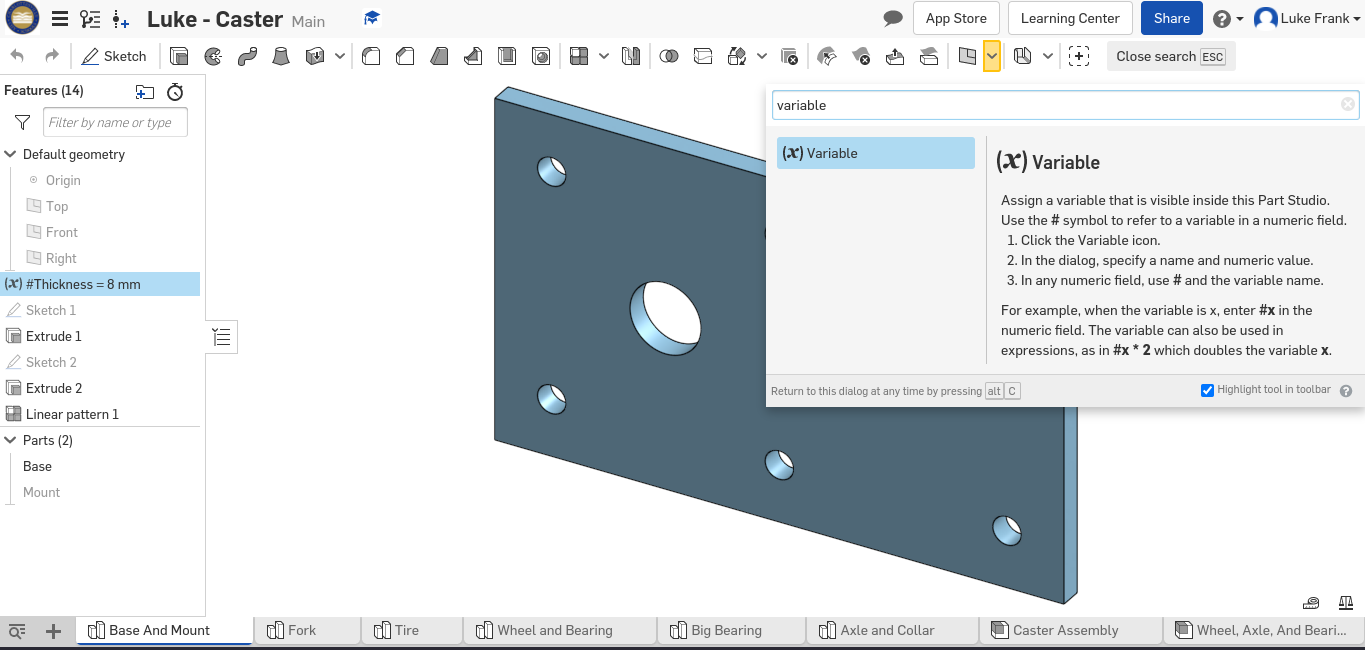 Luke - Caster Main
App Store
Learning Center
Share
Luke Frank
Sketch
Close search ESC
Features (14)
Filter by name or type
Default geometry
Origin
Top
Front
Right
(x) #Thickness = 8 mm
Sketch 1
Extrude 1
Sketch 2
Extrude 2
Linear pattern 1
Parts (2)
Base
Mount
variable
(x) Variable
(x) Variable
Assign a variable that is visible inside this Part Studio.
Use the # symbol to refer to a variable in a numeric field.
1. Click the Variable icon.
2. In the dialog, specify a name and numeric value.
3. In any numeric field, use # and the variable name.
For example, when the variable is x, enter #x in the
numeric field. The variable can also be used in
expressions, as in #x * 2 which doubles the variable x.
Return to this dialog at any time by pressing alt C
Highlight tool in toolbar
Base And Mount
Fork
Tire
Wheel and Bearing
Big Bearing
Axle and Collar
Caster Assembly
Wheel, Axle, And Beari...